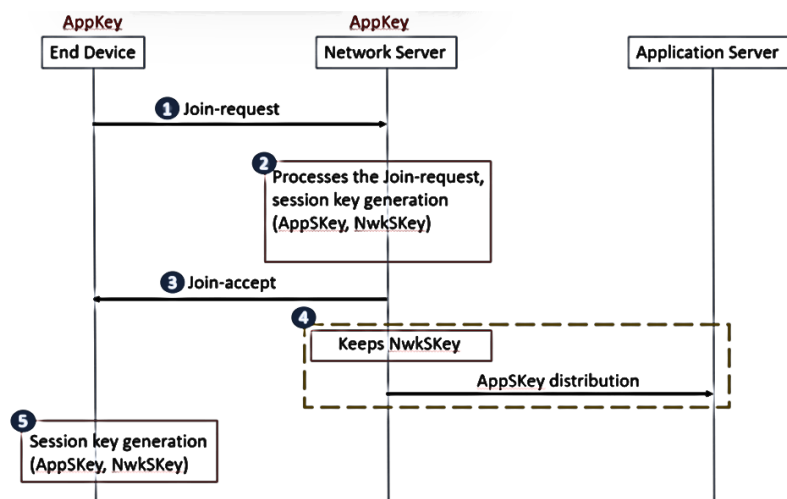 AppKey
AppKey
End Device
Network Server
Application Server
1 Join-request
2
Processes the Join-request,
session key generation
(AppSKey, NwkSKey)
3 Join-accept
4
Keeps NwkSKey
AppSKey distribution
5
Session key generation
(AppSKey, NwkSKey)